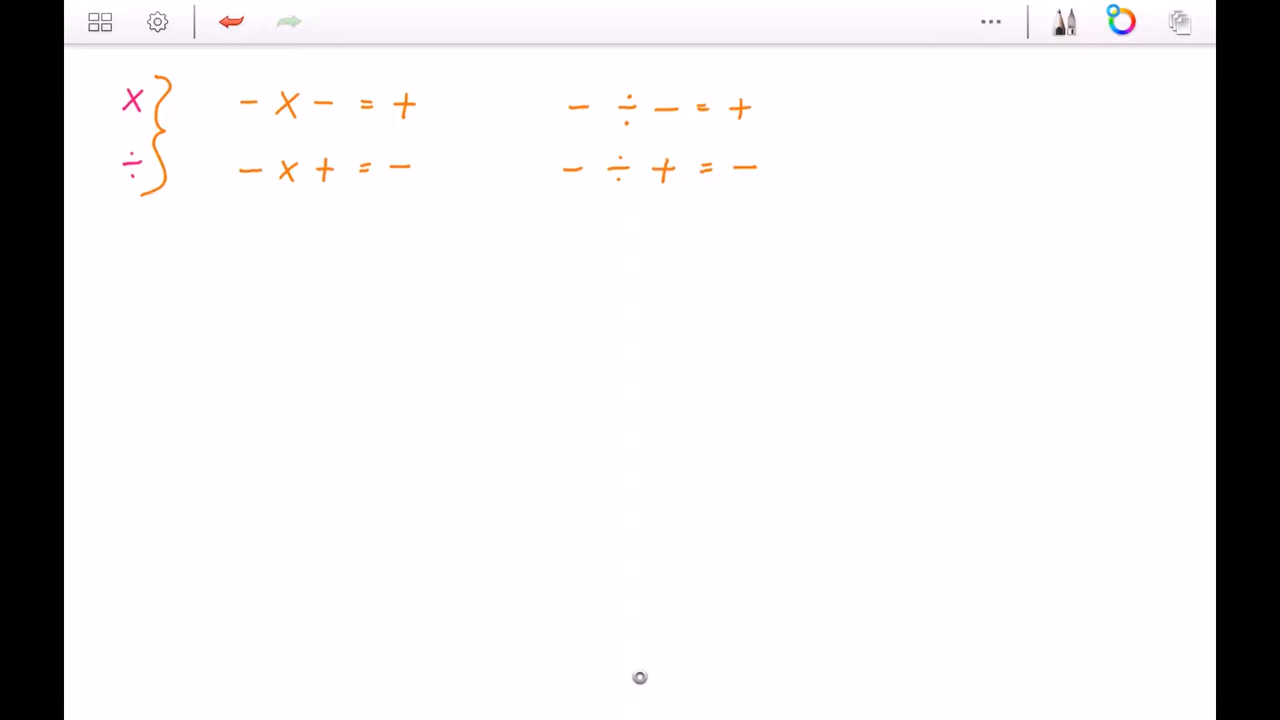 × } − × − = +    − ÷ − = +
÷ } − × + = −    − ÷ + = −